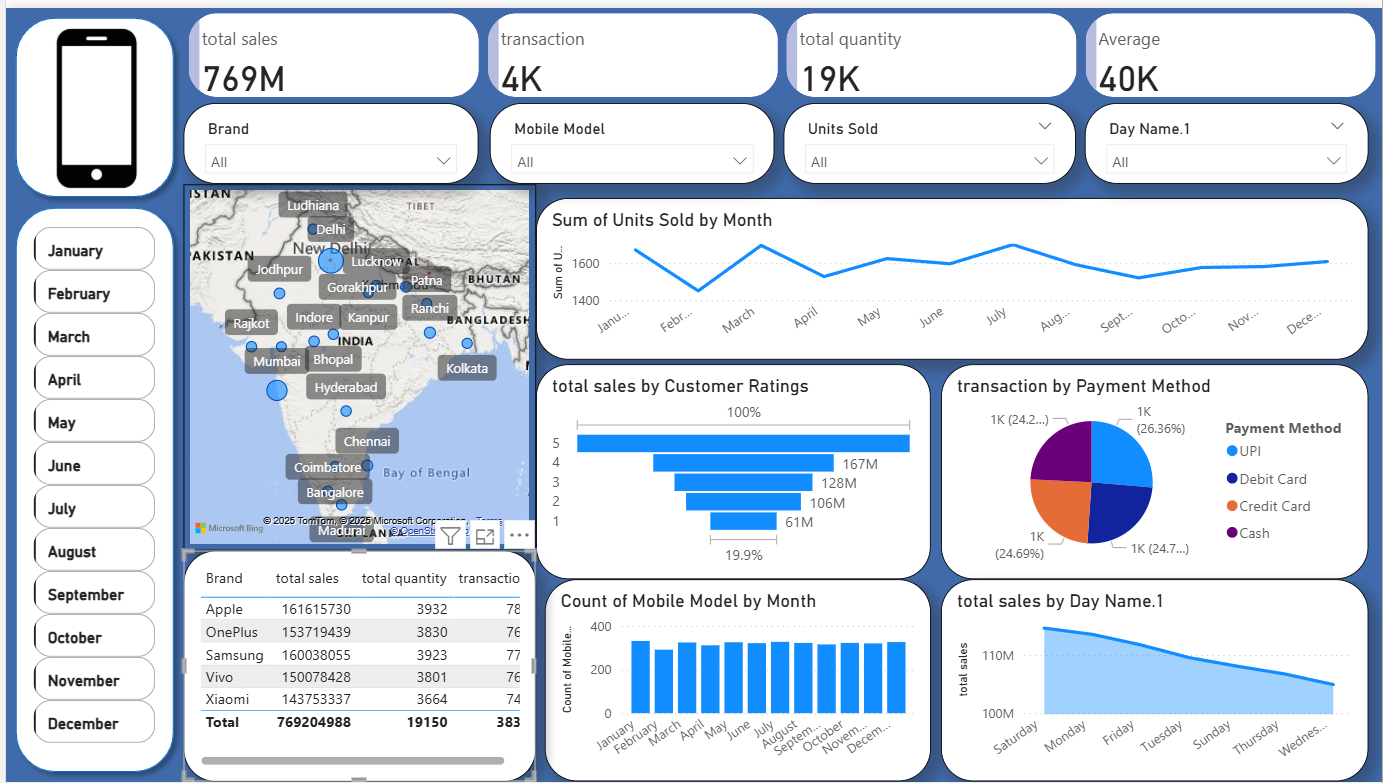 total sales
769M
transaction
4K
total quantity
19K
Average
40K
Brand
All
Mobile Model
All
Units Sold
All
Day Name.1
All
January
February
March
April
May
June
July
August
September
October
November
December
ISTAN
TIBET
Ludhiana
Delhi
New Delhi
PAKISTAN
Lucknow
Jodhpur
BHUTAN
Patna
Gorakhpur
Ranchi
Indore
Kanpur
Rajkot
BANGLADESH
INDIA
Mumbai
Bhopal
Kolkata
Hyderabad
Chennai
Coimbatore
Bay of Bengal
Bangalore
Microsoft Bing
© 2025 TomTom, © 2025 Microsoft Corporation, Terms
© OpenStr
Madurai
Brand total sales total quantity transactio
Apple 161615730 3932 78
OnePlus 153719439 3830 76
Samsung 160038055 3923 77
Vivo 150078428 3801 76
Xiaomi 143753337 3664 74
Total 769204988 19150 383
Sum of Units Sold by Month
Sum of U...
1600
1400
Janu...
Febr...
March
April
May
June
July
Aug...
Sept...
Octo...
Nov...
Dece...
total sales by Customer Ratings
100%
5
4 167M
3 128M
2 106M
1 61M
19.9%
transaction by Payment Method
1K (24.2...)
1K
(26.36%)
1K
(24.69%)
1K (24.7...)
Payment Method
UPI
Debit Card
Credit Card
Cash
Count of Mobile Model by Month
Count of Mobile...
400
200
0
January
February
March
April
May
June
July
August
Septem...
October
Novem...
Decem...
total sales by Day Name.1
total sales
110M
100M
Saturday
Monday
Friday
Tuesday
Sunday
Thursday
Wednes...